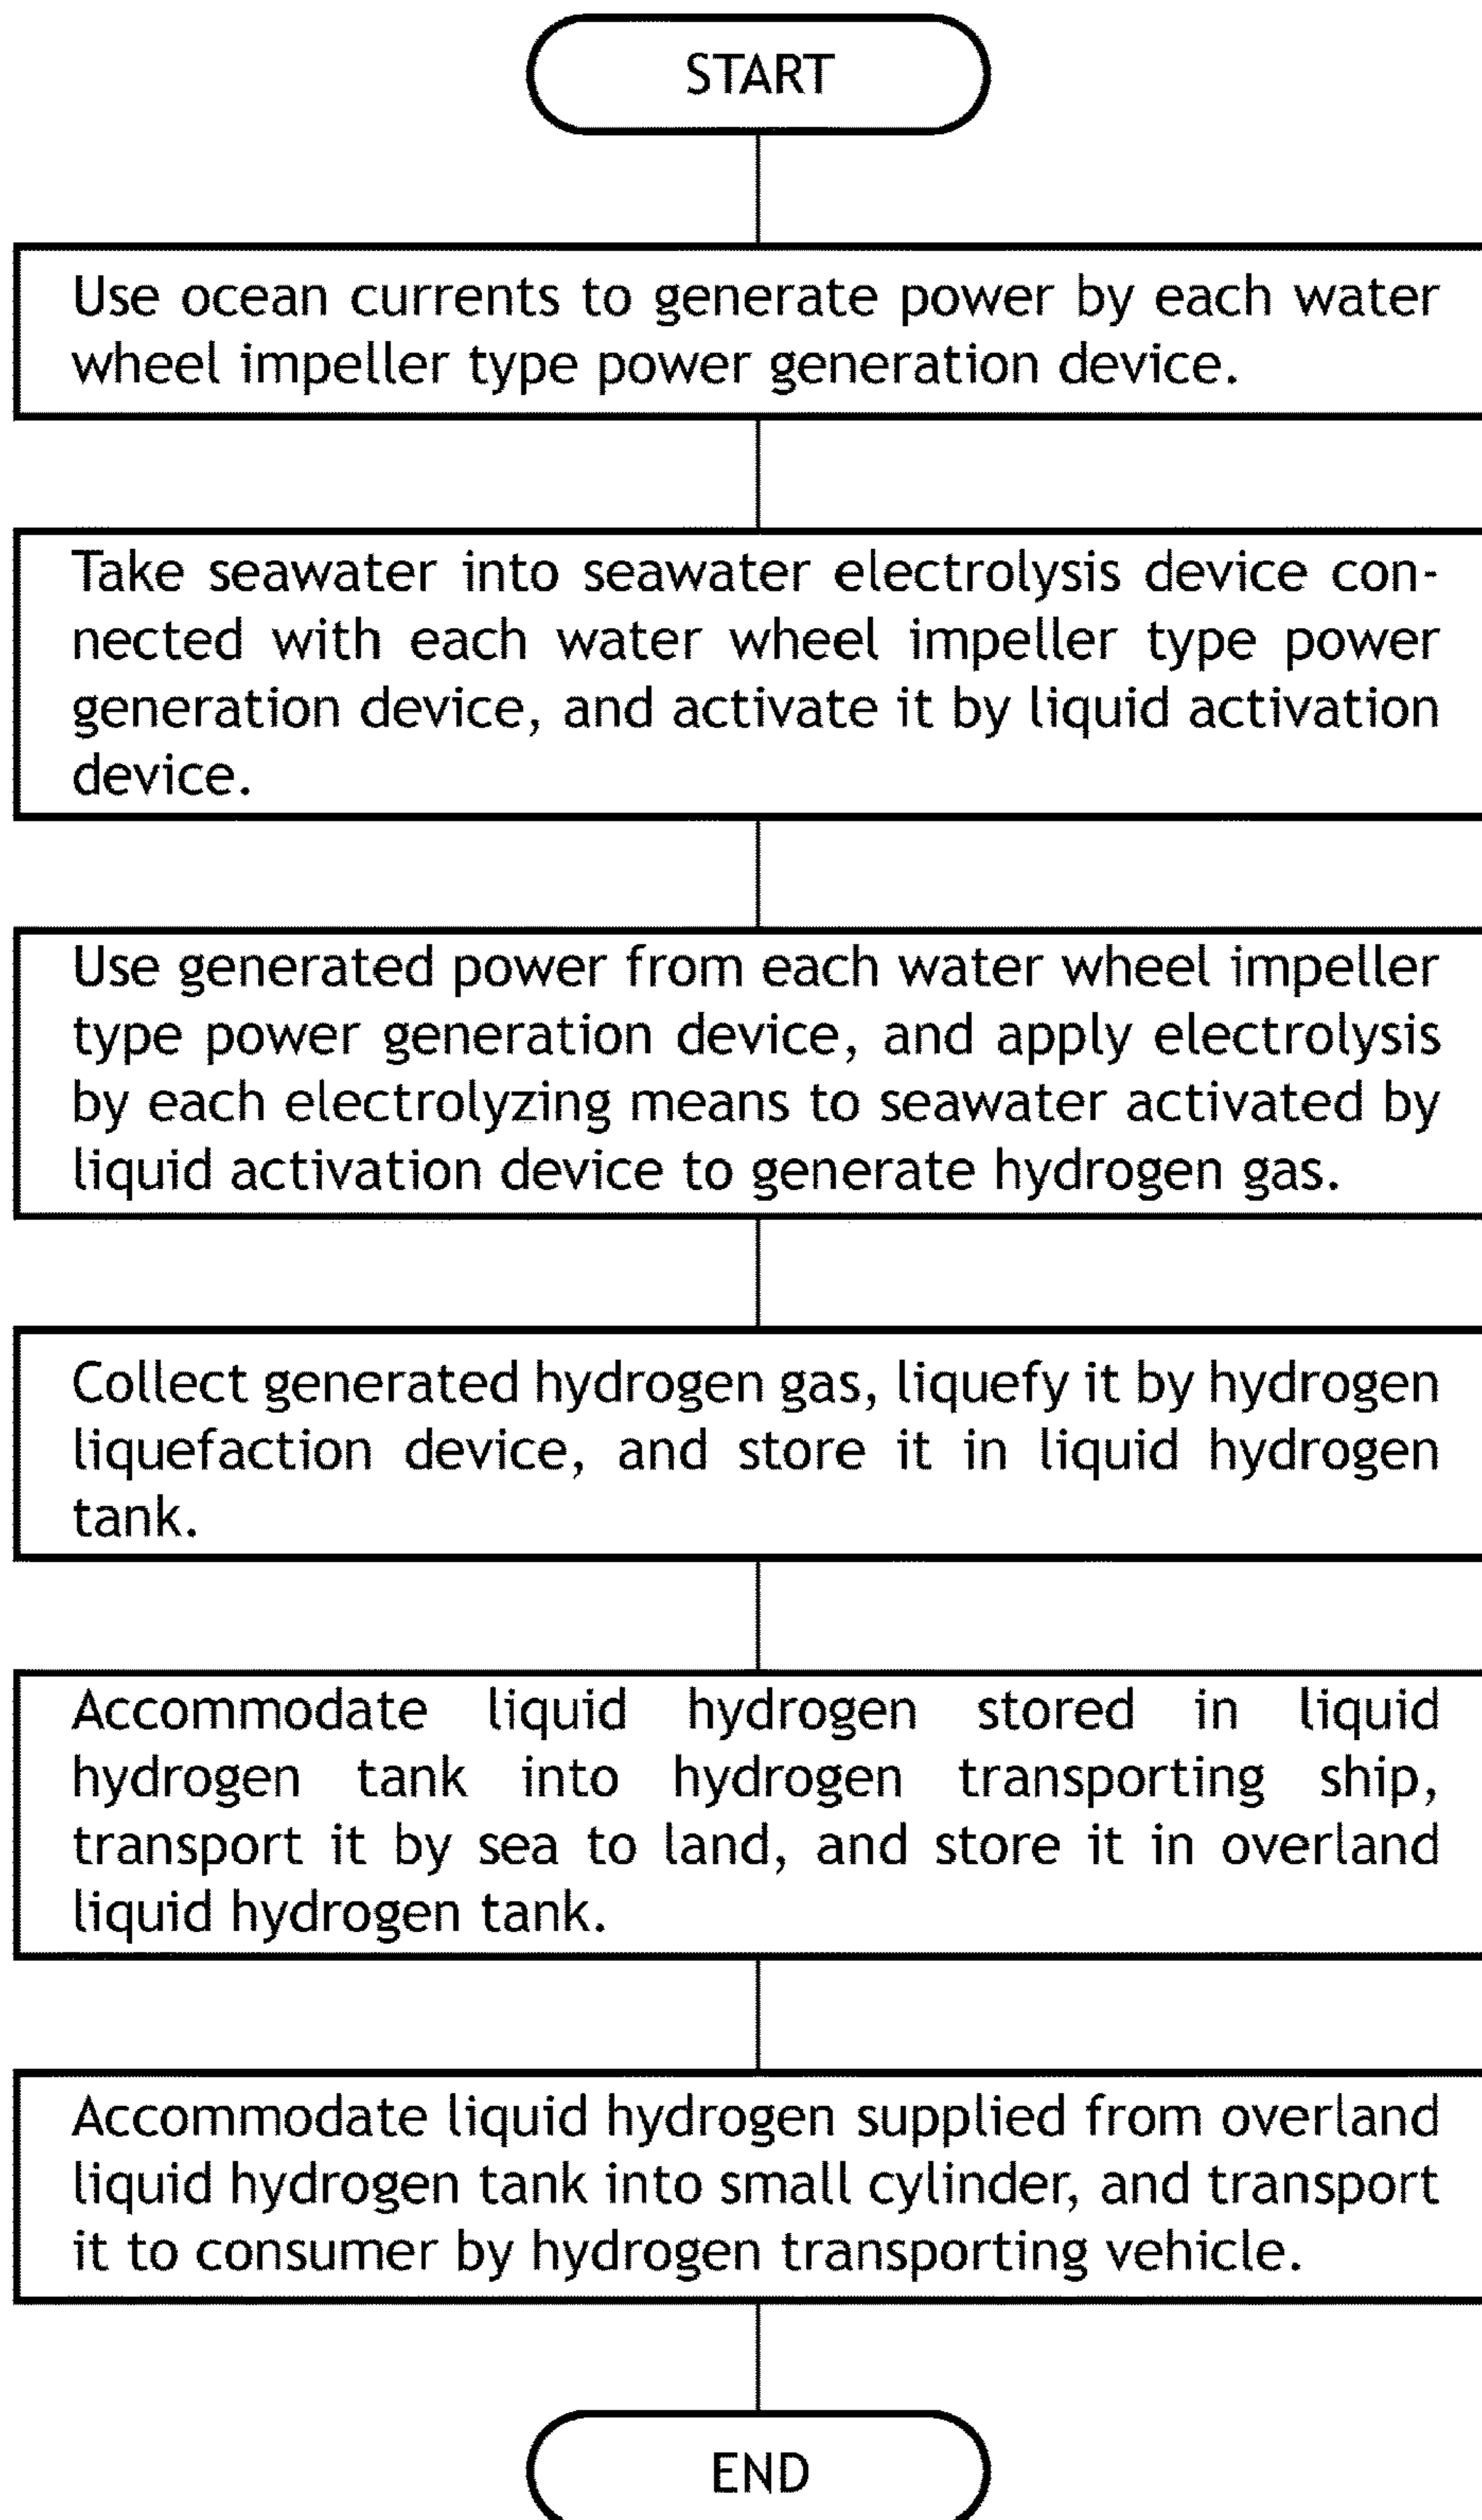 START
Use ocean currents to generate power by each water
wheel impeller type power generation device.
Take seawater into seawater electrolysis device con-
nected with each water wheel impeller type power
generation device, and activate it by liquid activation
device.
Use generated power from each water wheel impeller
type power generation device, and apply electrolysis
by each electrolyzing means to seawater activated by
liquid activation device to generate hydrogen gas.
Collect generated hydrogen gas, liquefy it by hydrogen
liquefaction device, and store it in liquid hydrogen
tank.
Accommodate liquid hydrogen stored in liquid
hydrogen tank into hydrogen transporting ship,
transport it by sea to land, and store it in overland
liquid hydrogen tank.
Accommodate liquid hydrogen supplied from overland
liquid hydrogen tank into small cylinder, and transport
it to consumer by hydrogen transporting vehicle.
END